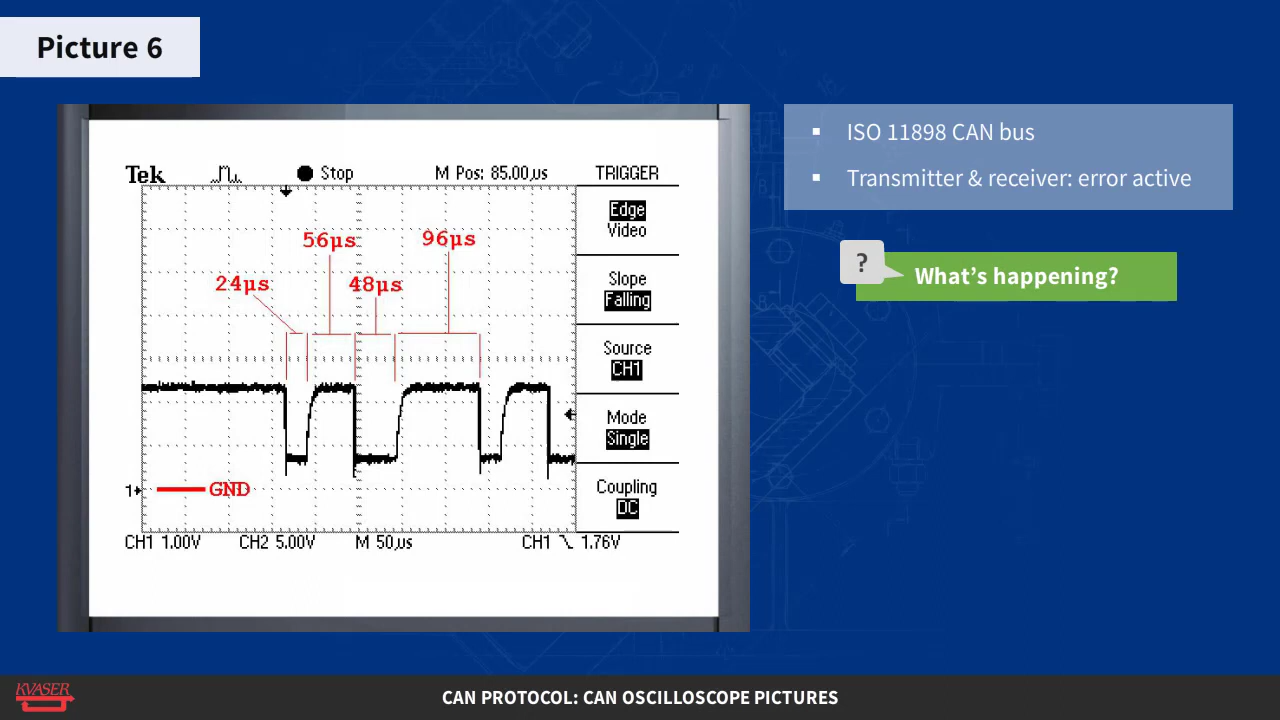 Picture 6
Tek
Stop
M Pos: 85.00µs
TRIGGER
Edge
Video
56µs
96µs
24µs
48µs
Slope
Falling
Source
CH1
Mode
Single
Coupling
DC
1
GND
CH1 1.00V
CH2 5.00V
M 50µs
CH1
1.76V
▪ ISO 11898 CAN bus
▪ Transmitter & receiver: error active
?
What’s happening?
KVASER
CAN PROTOCOL: CAN OSCILLOSCOPE PICTURES